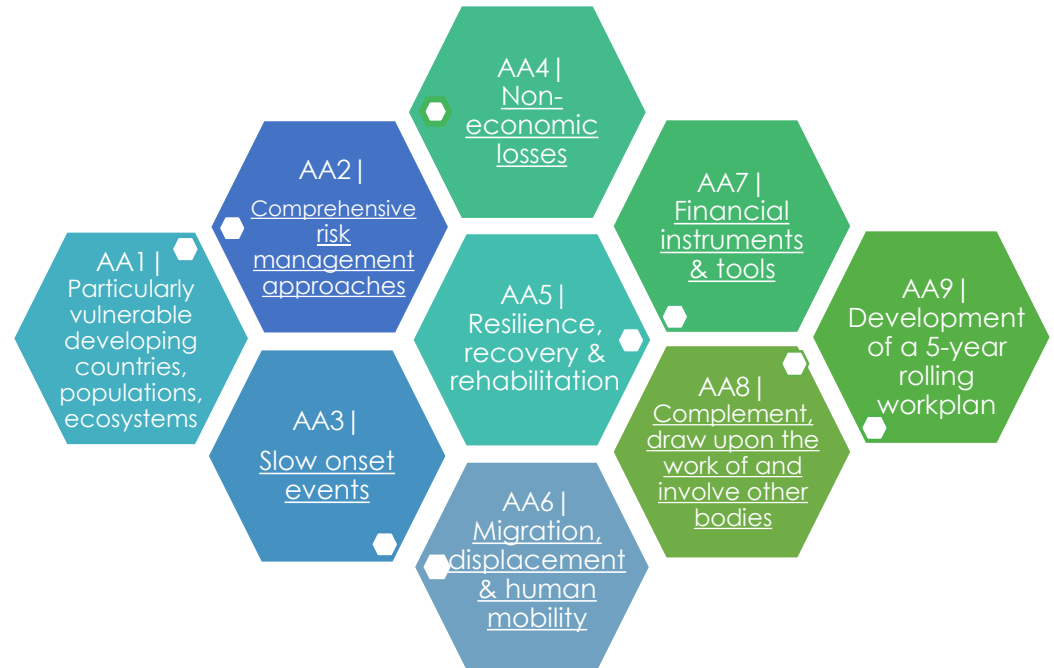 AA1|
Particularly
vulnerable
developing
countries,
populations,
ecosystems
AA2|
Comprehensive
risk
management
approaches
AA3|
Slow onset
events
AA4|
Non-
economic
losses
AA5|
Resilience,
recovery &
rehabilitation
AA6|
Migration,
displacement
& human
mobility
AA7|
Financial
instruments
& tools
AA8|
Complement,
draw upon the
work of and
involve other
bodies
AA9|
Development
of a 5-year
rolling
workplan